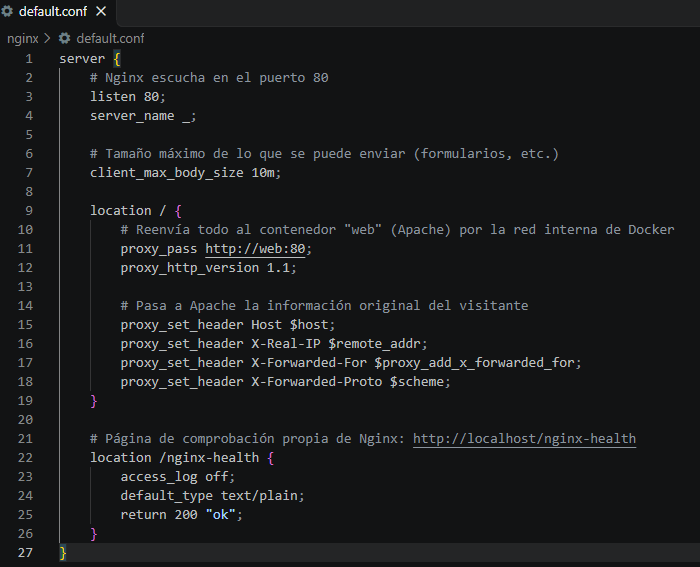 default.conf ×
nginx > default.conf
1 server {
2     # Nginx escucha en el puerto 80
3     listen 80;
4     server_name _;
5
6     # Tamaño máximo de lo que se puede enviar (formularios, etc.)
7     client_max_body_size 10m;
8
9     location / {
10         # Reenvía todo al contenedor "web" (Apache) por la red interna de Docker
11         proxy_pass http://web:80;
12         proxy_http_version 1.1;
13
14         # Pasa a Apache la información original del visitante
15         proxy_set_header Host $host;
16         proxy_set_header X-Real-IP $remote_addr;
17         proxy_set_header X-Forwarded-For $proxy_add_x_forwarded_for;
18         proxy_set_header X-Forwarded-Proto $scheme;
19     }
20
21     # Página de comprobación propia de Nginx: http://localhost/nginx-health
22     location /nginx-health {
23         access_log off;
24         default_type text/plain;
25         return 200 "ok";
26     }
27 }